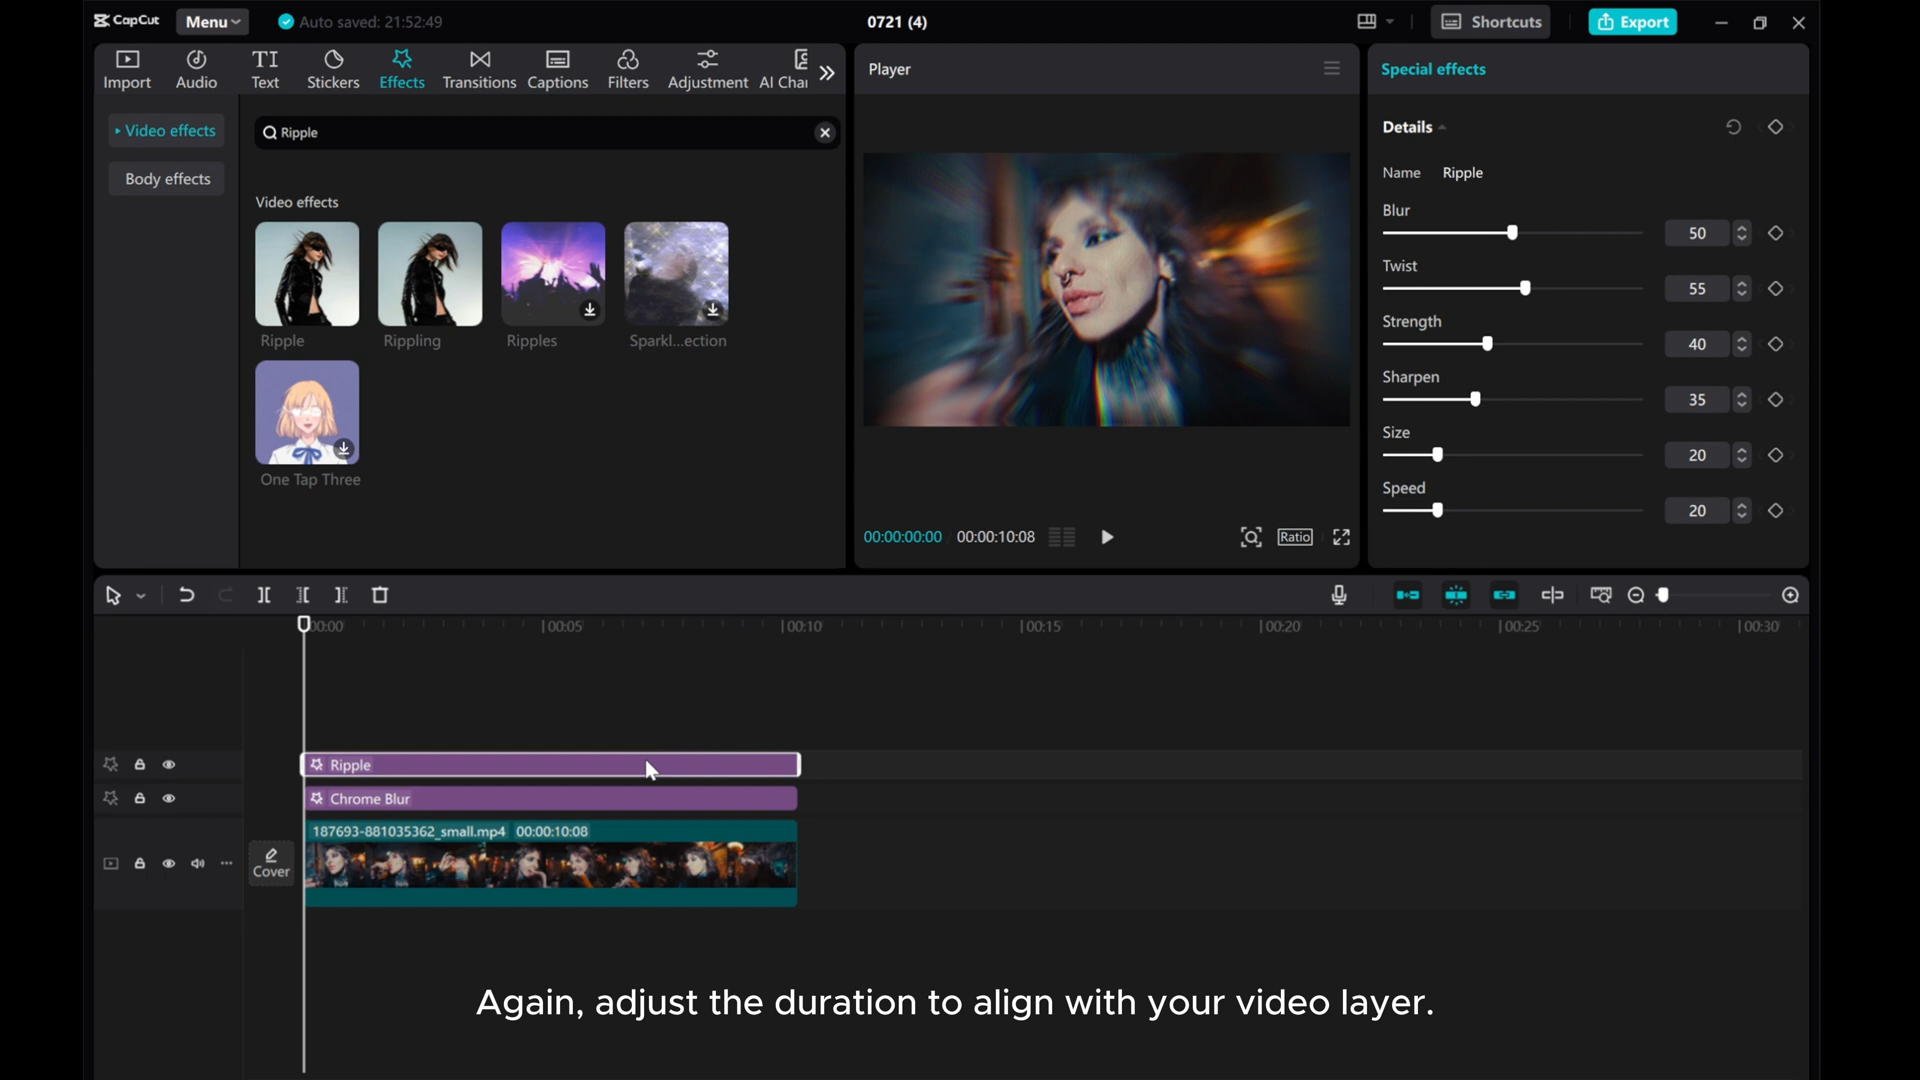 CapCut
Menu
Auto saved: 21:52:49
0721 (4)
Shortcuts
Export
Import
Audio
Text
Stickers
Effects
Transitions
Captions
Filters
Adjustment
AI Char
Player
Special effects
Video effects
Body effects
Ripple
Video effects
Ripple
Rippling
Ripples
Sparkl...ection
One Tap Three
00:00:00:00
00:00:10:08
Ratio
Details
Name Ripple
Blur
50
Twist
55
Strength
40
Sharpen
35
Size
20
Speed
20
00:00
00:05
00:10
00:15
00:20
00:25
00:30
Ripple
Chrome Blur
187693-881035362_small.mp4 00:00:10:08
Cover
Again, adjust the duration to align with your video layer.